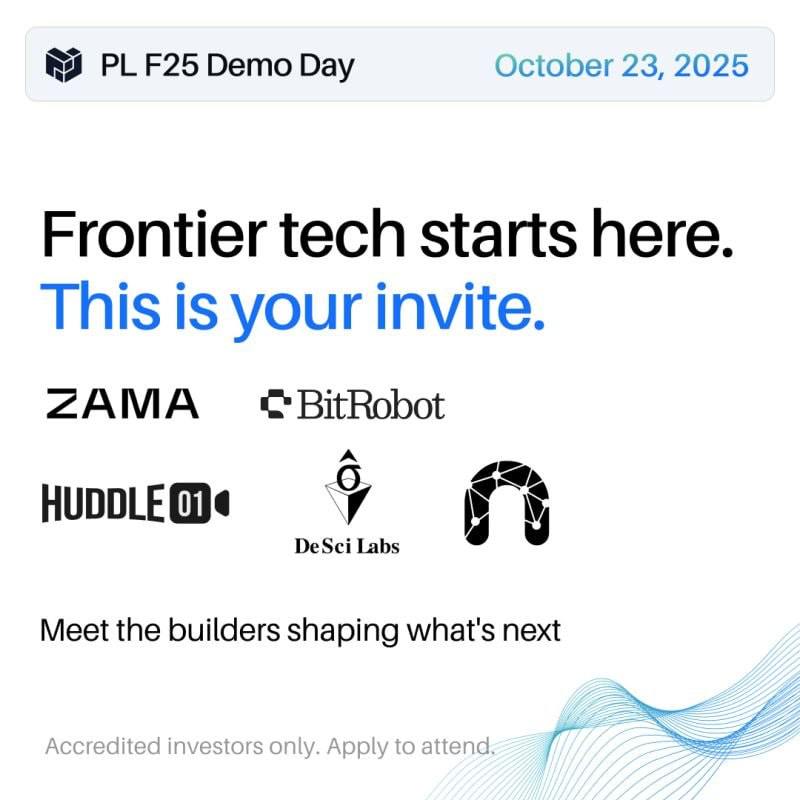 PL F25 Demo Day
October 23, 2025
Frontier tech starts here.
This is your invite.
ZAMA
BitRobot
HUDDLE 01
DeSci Labs
Meet the builders shaping what's next
Accredited investors only. Apply to attend.